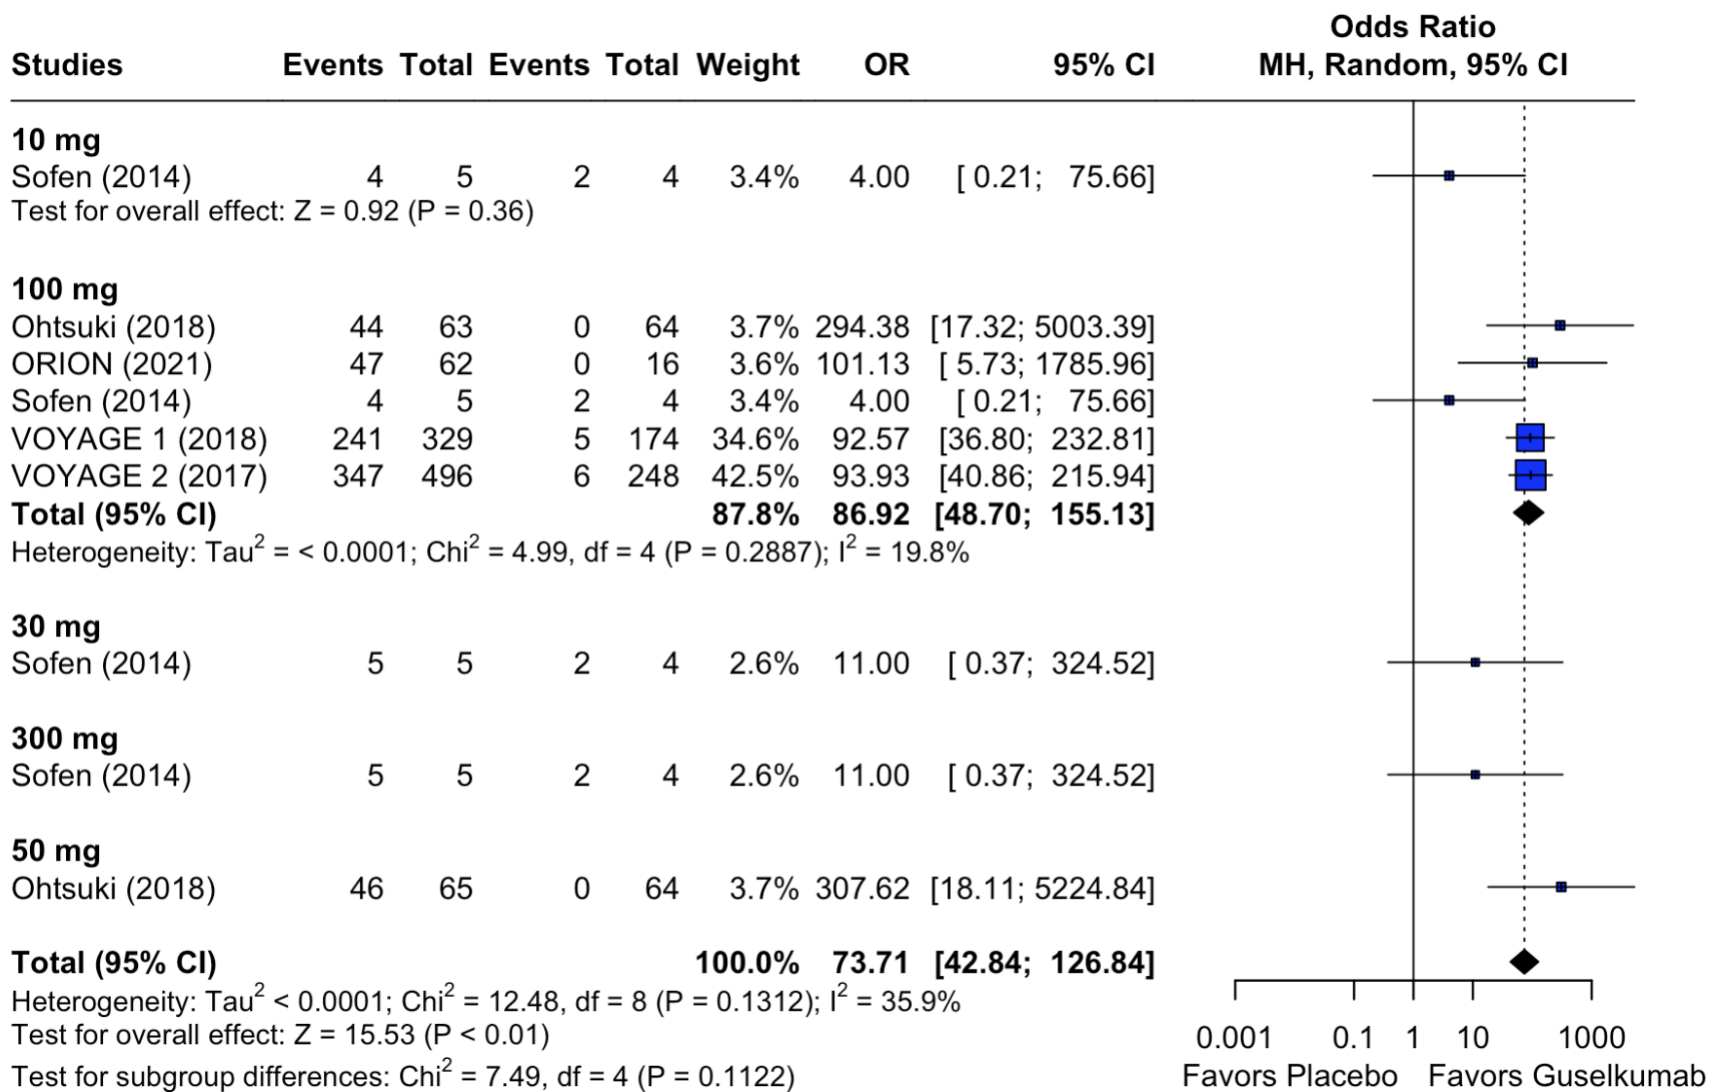 Odds Ratio
Studies Events Total Events Total Weight OR 95% CI MH, Random, 95% CI
10 mg
Sofen (2014) 4 5 2 4 3.4% 4.00 [ 0.21; 75.66]
Test for overall effect: Z = 0.92 (P = 0.36)
100 mg
Ohtsuki (2018) 44 63 0 64 3.7% 294.38 [17.32; 5003.39]
ORION (2021) 47 62 0 16 3.6% 101.13 [ 5.73; 1785.96]
Sofen (2014) 4 5 2 4 3.4% 4.00 [ 0.21; 75.66]
VOYAGE 1 (2018) 241 329 5 174 34.6% 92.57 [36.80; 232.81]
VOYAGE 2 (2017) 347 496 6 248 42.5% 93.93 [40.86; 215.94]
Total (95% CI) 87.8% 86.92 [48.70; 155.13]
Heterogeneity: Tau² = < 0.0001; Chi² = 4.99, df = 4 (P = 0.2887); I² = 19.8%
30 mg
Sofen (2014) 5 5 2 4 2.6% 11.00 [ 0.37; 324.52]
300 mg
Sofen (2014) 5 5 2 4 2.6% 11.00 [ 0.37; 324.52]
50 mg
Ohtsuki (2018) 46 65 0 64 3.7% 307.62 [18.11; 5224.84]
Total (95% CI) 100.0% 73.71 [42.84; 126.84]
Heterogeneity: Tau² < 0.0001; Chi² = 12.48, df = 8 (P = 0.1312); I² = 35.9%
Test for overall effect: Z = 15.53 (P < 0.01)
0.001 0.1 1 10 1000
Test for subgroup differences: Chi² = 7.49, df = 4 (P = 0.1122)
Favors Placebo Favors Guselkumab